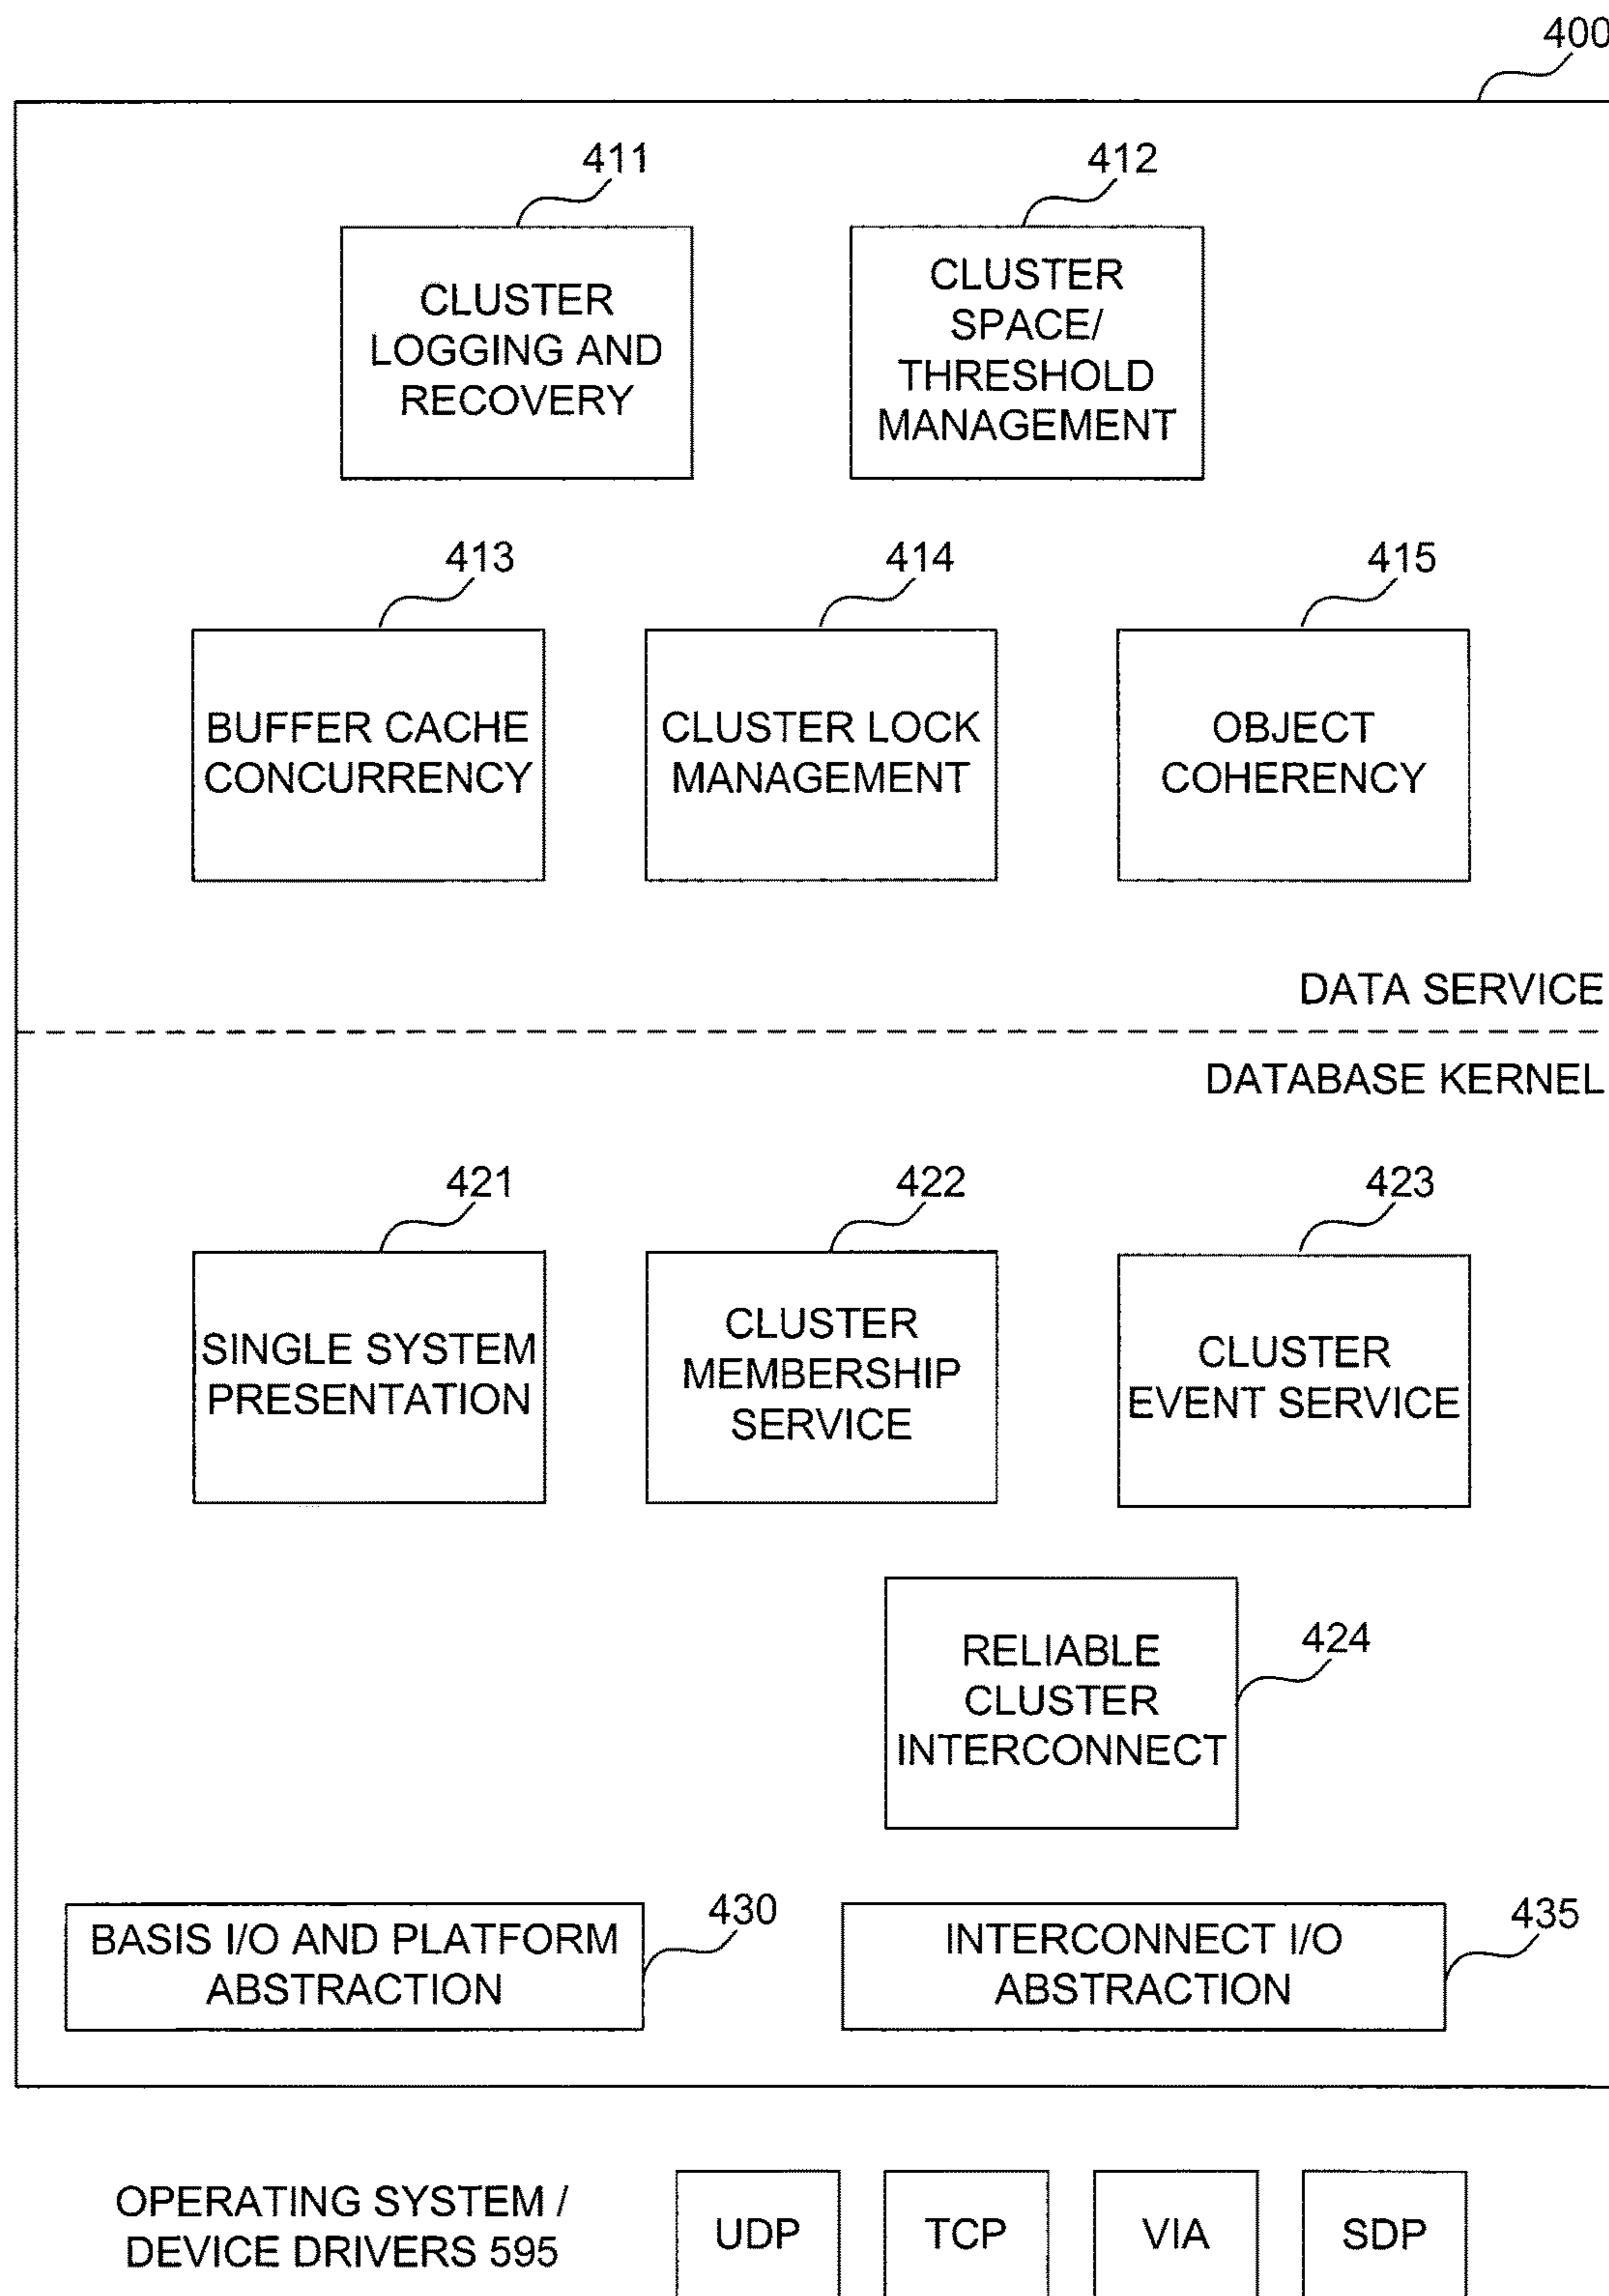 400
411
412
CLUSTER
LOGGING AND
RECOVERY
CLUSTER
SPACE/
THRESHOLD
MANAGEMENT
413
414
415
BUFFER CACHE
CONCURRENCY
CLUSTER LOCK
MANAGEMENT
OBJECT
COHERENCY
DATA SERVICE
DATABASE KERNEL
421
422
423
SINGLE SYSTEM
PRESENTATION
CLUSTER
MEMBERSHIP
SERVICE
CLUSTER
EVENT SERVICE
RELIABLE
CLUSTER
INTERCONNECT
424
BASIS I/O AND PLATFORM
ABSTRACTION
430
INTERCONNECT I/O
ABSTRACTION
435
OPERATING SYSTEM /
DEVICE DRIVERS 595
UDP
TCP
VIA
SDP